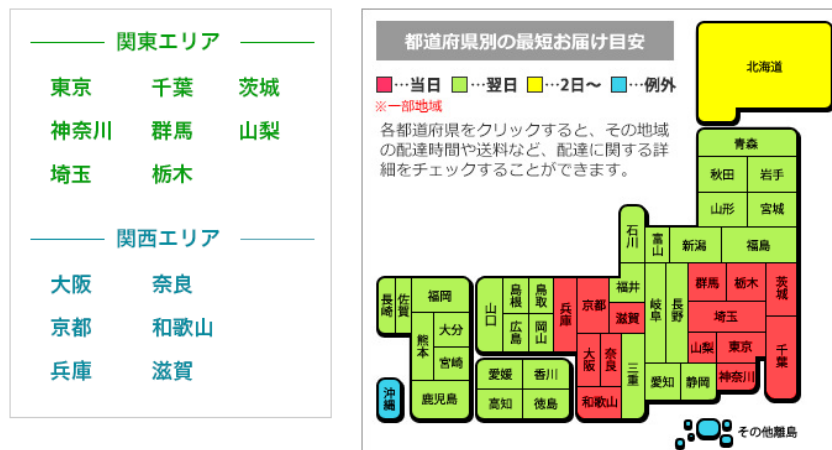 関東エリア
東京 千葉 茨城
神奈川 群馬 山梨
埼玉 栃木
関西エリア
大阪 奈良
京都 和歌山
兵庫 滋賀
都道府県別の最短お届け目安
…当日 …翌日 …2日〜 …例外
※一部地域
各都道府県をクリックすると、その地域
の配達時間や送料など、配達に関する詳
細をチェックすることができます。
北海道
青森
秋田 岩手
山形 宮城
石川 富山 新潟 福島
福井 岐阜 長野 群馬 栃木 茨城
長崎 佐賀 福岡 山口 島根 鳥取 兵庫 京都 滋賀 埼玉
熊本 大分 広島 岡山 大阪 奈良 三重 山梨 東京 千葉
宮崎 愛媛 香川 愛知 静岡 神奈川
沖縄 鹿児島 高知 徳島 和歌山
その他離島